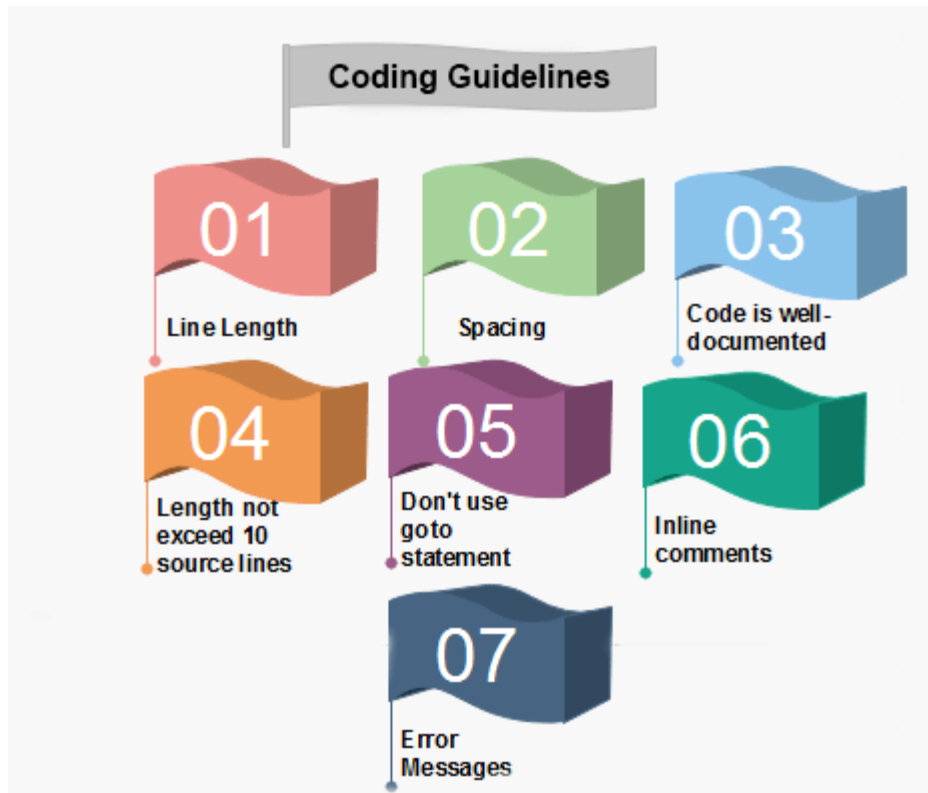 Coding Guidelines
01
Line Length
02
Spacing
03
Code is well-
documented
04
Length not
exceed 10
source lines
05
Don't use
goto
statement
06
Inline
comments
07
Error
Messages